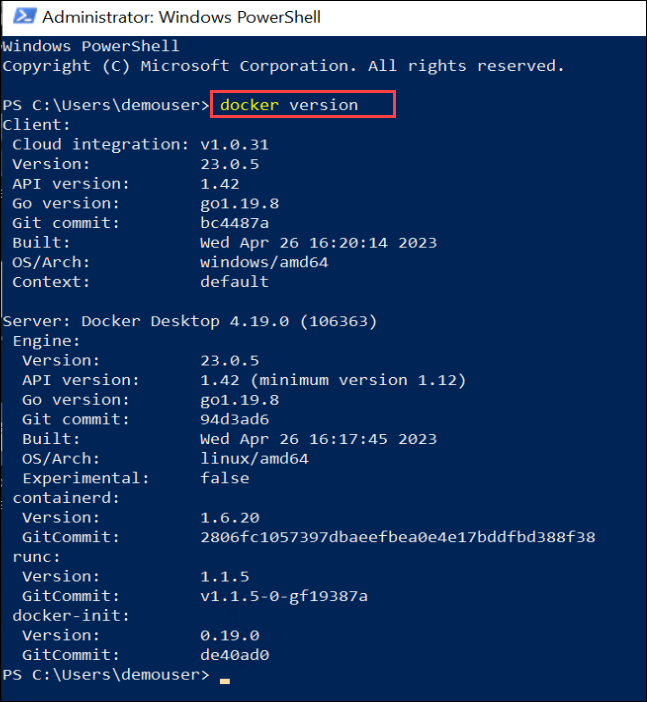 Administrator: Windows PowerShell
Windows PowerShell
Copyright (C) Microsoft Corporation. All rights reserved.
PS C:\Users\demouser> docker version
Client:
Cloud integration: v1.0.31
Version: 23.0.5
API version: 1.42
Go version: go1.19.8
Git commit: bc4487a
Built: Wed Apr 26 16:20:14 2023
OS/Arch: windows/amd64
Context: default
Server: Docker Desktop 4.19.0 (106363)
Engine:
Version: 23.0.5
API version: 1.42 (minimum version 1.12)
Go version: go1.19.8
Git commit: 94d3ad6
Built: Wed Apr 26 16:17:45 2023
OS/Arch: linux/amd64
Experimental: false
containerd:
Version: 1.6.20
GitCommit: 2806fc1057397dbaeefbea0e4e17bddfbd388f38
runc:
Version: 1.1.5
GitCommit: v1.1.5-0-gf19387a
docker-init:
Version: 0.19.0
GitCommit: de40ad0
PS C:\Users\demouser>